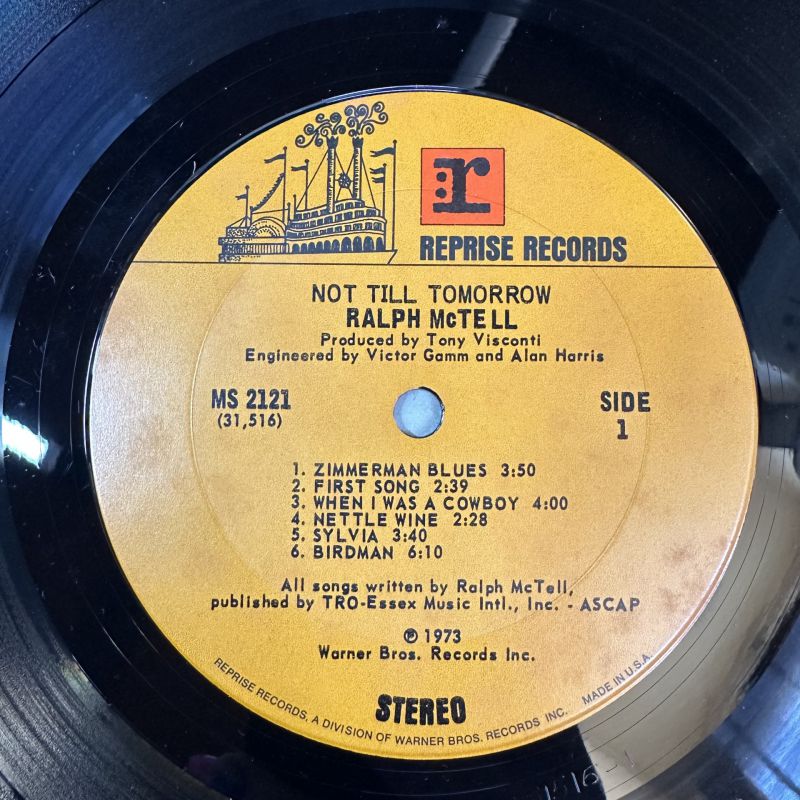 r
REPRISE RECORDS
NOT TILL TOMORROW
RALPH McTELL
Produced by Tony Visconti
Engineered by Victor Gamm and Alan Harris
MS 2121
(31,516)
SIDE
1
1. ZIMMERMAN BLUES 3:50
2. FIRST SONG 2:39
3. WHEN I WAS A COWBOY 4:00
4. NETTLE WINE 2:28
5. SYLVIA 3:40
6. BIRDMAN 6:10
All songs written by Ralph McTell,
published by TRO-Essex Music Intl., Inc. - ASCAP
℗ 1973
Warner Bros. Records Inc.
STEREO
REPRISE RECORDS, A DIVISION OF WARNER BROS. RECORDS INC. MADE IN U.S.A.